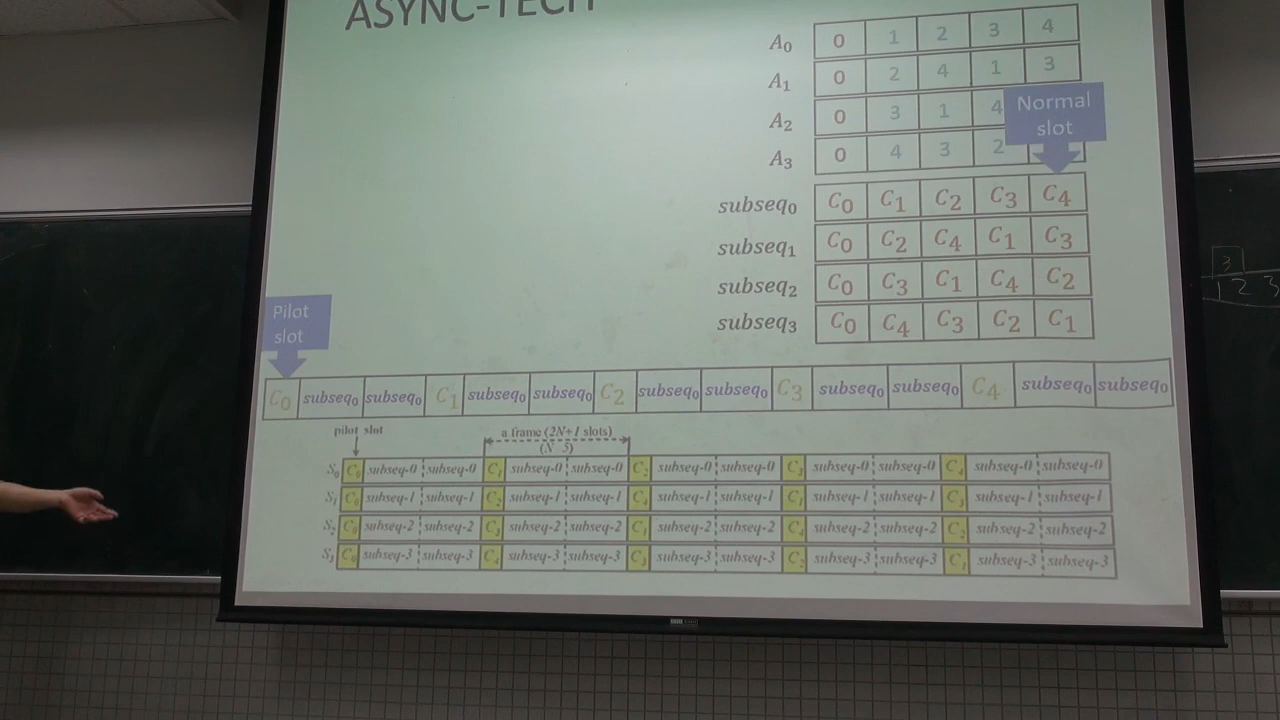 ASYNC-TECH
A₀ 0 1 2 3 4
A₁ 0 2 4 1 3
A₂ 0 3 1 4
A₃ 0 4 3 2
Normal
slot
subseq₀ C₀ C₁ C₂ C₃ C₄
subseq₁ C₀ C₂ C₄ C₁ C₃
subseq₂ C₀ C₃ C₁ C₄ C₂
subseq₃ C₀ C₄ C₃ C₂ C₁
Pilot
slot
C₀ subseq₀ subseq₀ C₁ subseq₀ subseq₀ C₂ subseq₀ subseq₀ C₃ subseq₀ subseq₀ C₄ subseq₀ subseq₀
pilot slot
a frame (2N+1 slots)
(N 5)
S₀ C₀ subseq-0 subseq-0 C₁ subseq-0 subseq-0 C₂ subseq-0 subseq-0 C₃ subseq-0 subseq-0 C₄ subseq-0 subseq-0
S₁ C₀ subseq-1 subseq-1 C₂ subseq-1 subseq-1 C₄ subseq-1 subseq-1 C₁ subseq-1 subseq-1 C₃ subseq-1 subseq-1
S₂ C₀ subseq-2 subseq-2 C₃ subseq-2 subseq-2 C₁ subseq-2 subseq-2 C₄ subseq-2 subseq-2 C₂ subseq-2 subseq-2
S₃ C₀ subseq-3 subseq-3 C₄ subseq-3 subseq-3 C₃ subseq-3 subseq-3 C₂ subseq-3 subseq-3 C₁ subseq-3 subseq-3
3
1 2 3